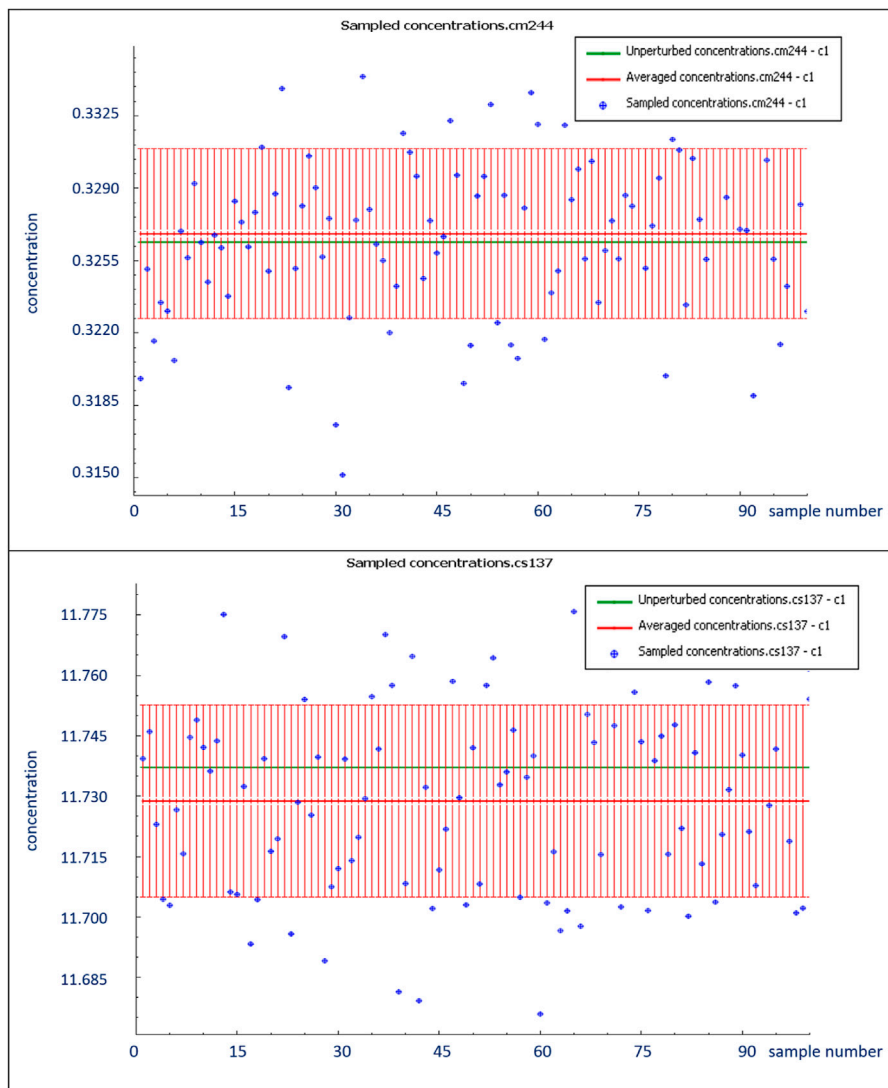 Sampled concentrations.cm244
Unperturbed concentrations.cm244 - c1
Averaged concentrations.cm244 - c1
Sampled concentrations.cm244 - c1
0.3325
0.3290
0.3255
0.3220
0.3185
0.3150
concentration
0 15 30 45 60 75 90 sample number
Sampled concentrations.cs137
Unperturbed concentrations.cs137 - c1
Averaged concentrations.cs137 - c1
Sampled concentrations.cs137 - c1
11.775
11.760
11.745
11.730
11.715
11.700
11.685
concentration
0 15 30 45 60 75 90 sample number